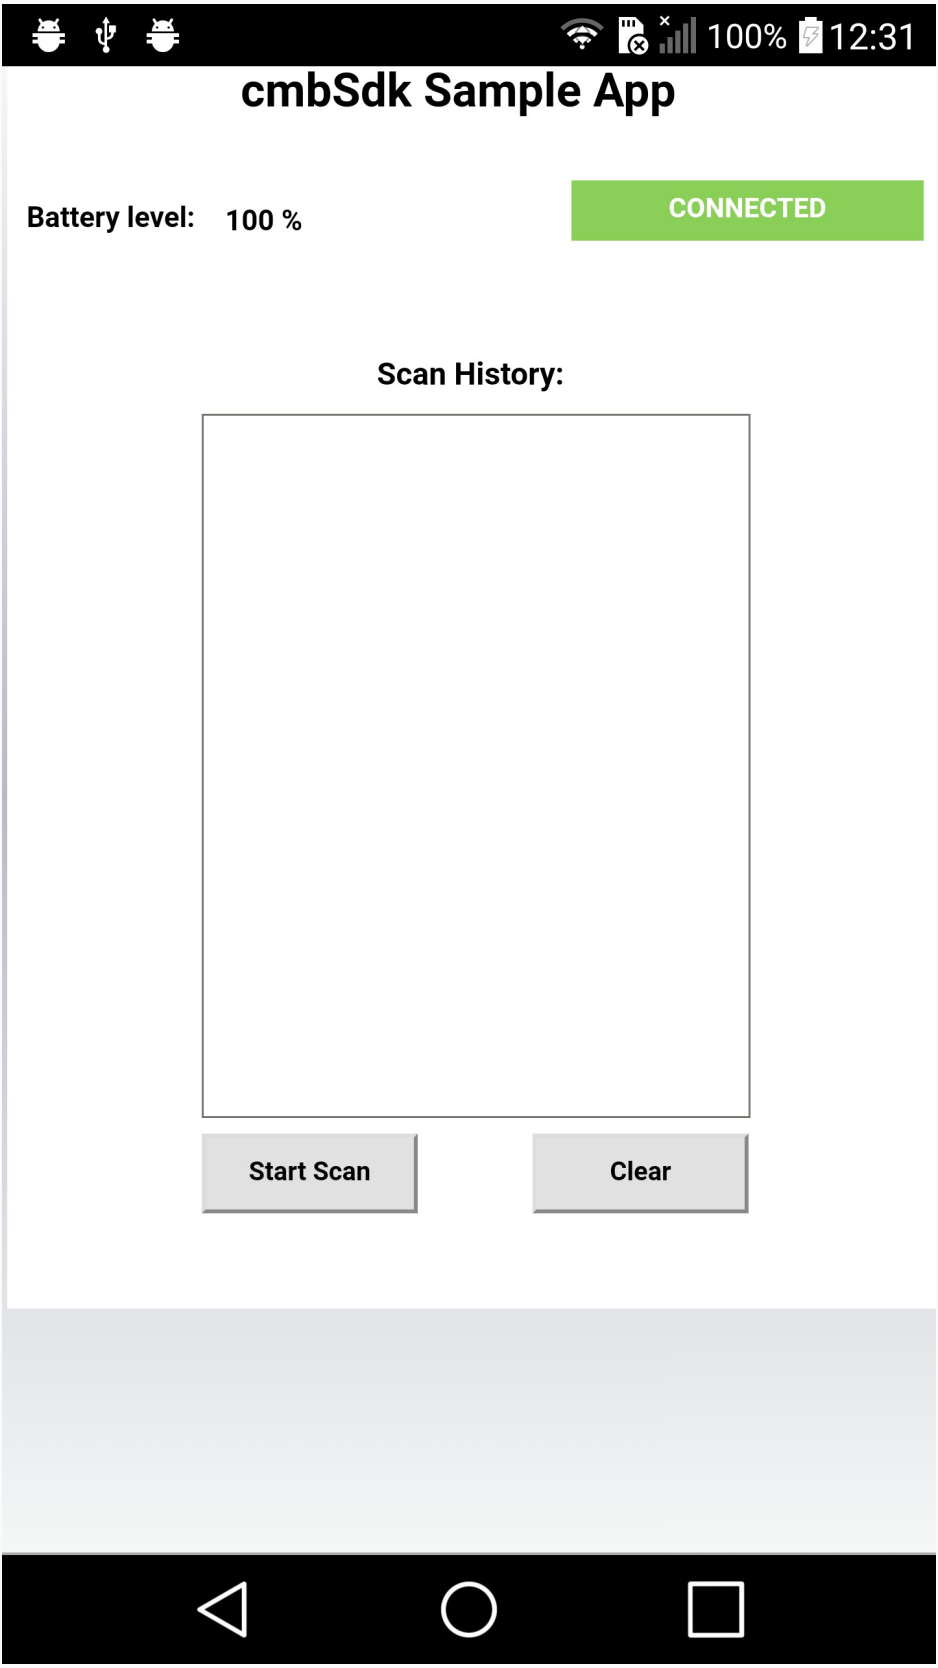 100% 12:31
cmbSdk Sample App
Battery level: 100 % CONNECTED
Scan History:
Start Scan Clear